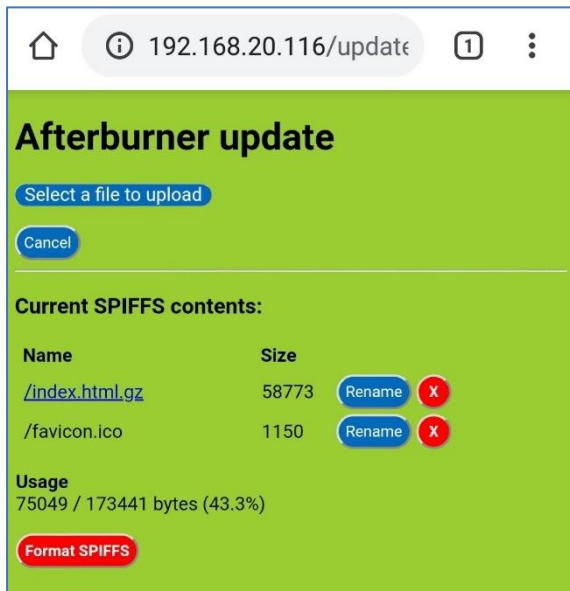 192.168.20.116/update
1
Afterburner update
Select a file to upload
Cancel
Current SPIFFS contents:
Name Size
/index.html.gz 58773 Rename X
/favicon.ico 1150 Rename X
Usage
75049 / 173441 bytes (43.3%)
Format SPIFFS